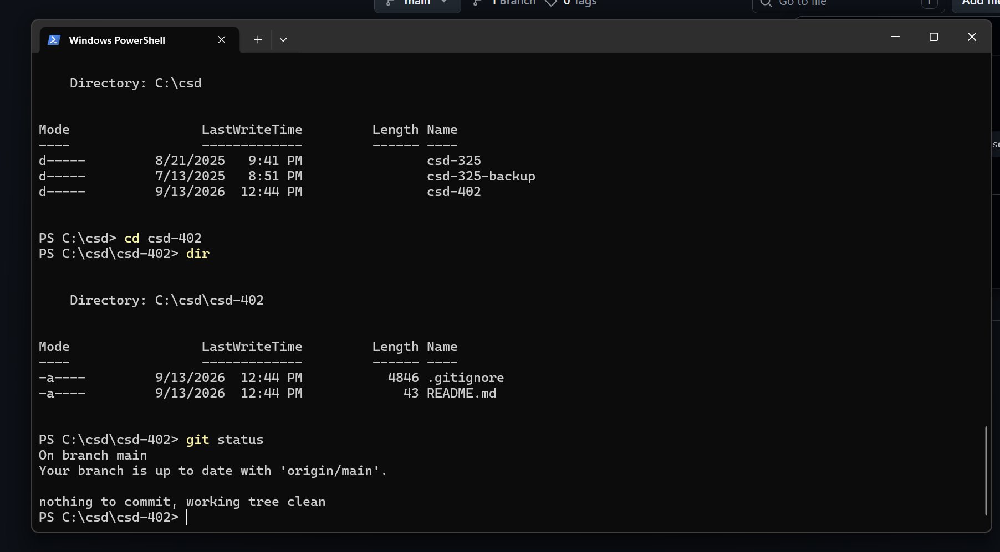 main
1 Branch
0 Tags
Go to file
Windows PowerShell
Directory: C:\csd
Mode LastWriteTime Length Name
---- ------------- ------ ----
d----- 8/21/2025 9:41 PM csd-325
d----- 7/13/2025 8:51 PM csd-325-backup
d----- 9/13/2026 12:44 PM csd-402
PS C:\csd> cd csd-402
PS C:\csd\csd-402> dir
Directory: C:\csd\csd-402
Mode LastWriteTime Length Name
---- ------------- ------ ----
-a---- 9/13/2026 12:44 PM 4846 .gitignore
-a---- 9/13/2026 12:44 PM 43 README.md
PS C:\csd\csd-402> git status
On branch main
Your branch is up to date with 'origin/main'.
nothing to commit, working tree clean
PS C:\csd\csd-402>